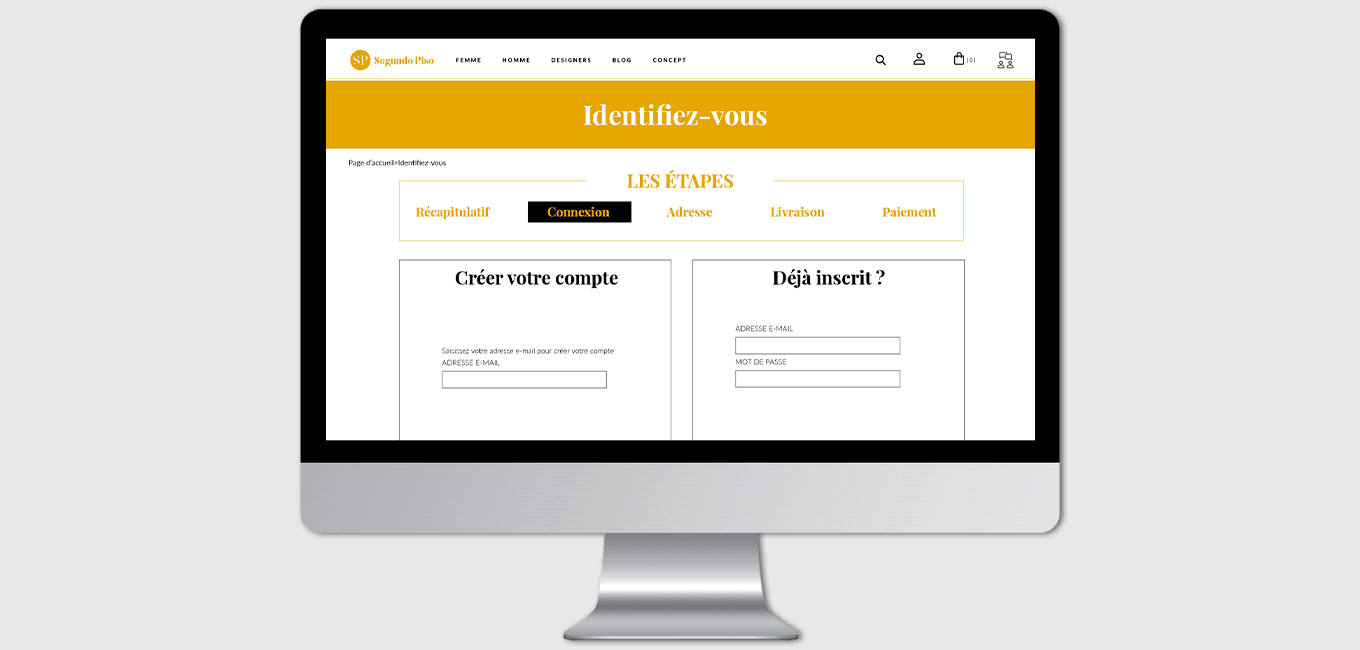 SP Segundo Piso FEMME HOMME DESIGNERS BLOG CONCEPT (0)
Identifiez-vous
Page d'accueil>Identifiez-vous
LES ÉTAPES
Récapitulatif Connexion Adresse Livraison Paiement
Créer votre compte
Saisissez votre adresse e-mail pour créer votre compte
ADRESSE E-MAIL
Déjà inscrit ?
ADRESSE E-MAIL
MOT DE PASSE